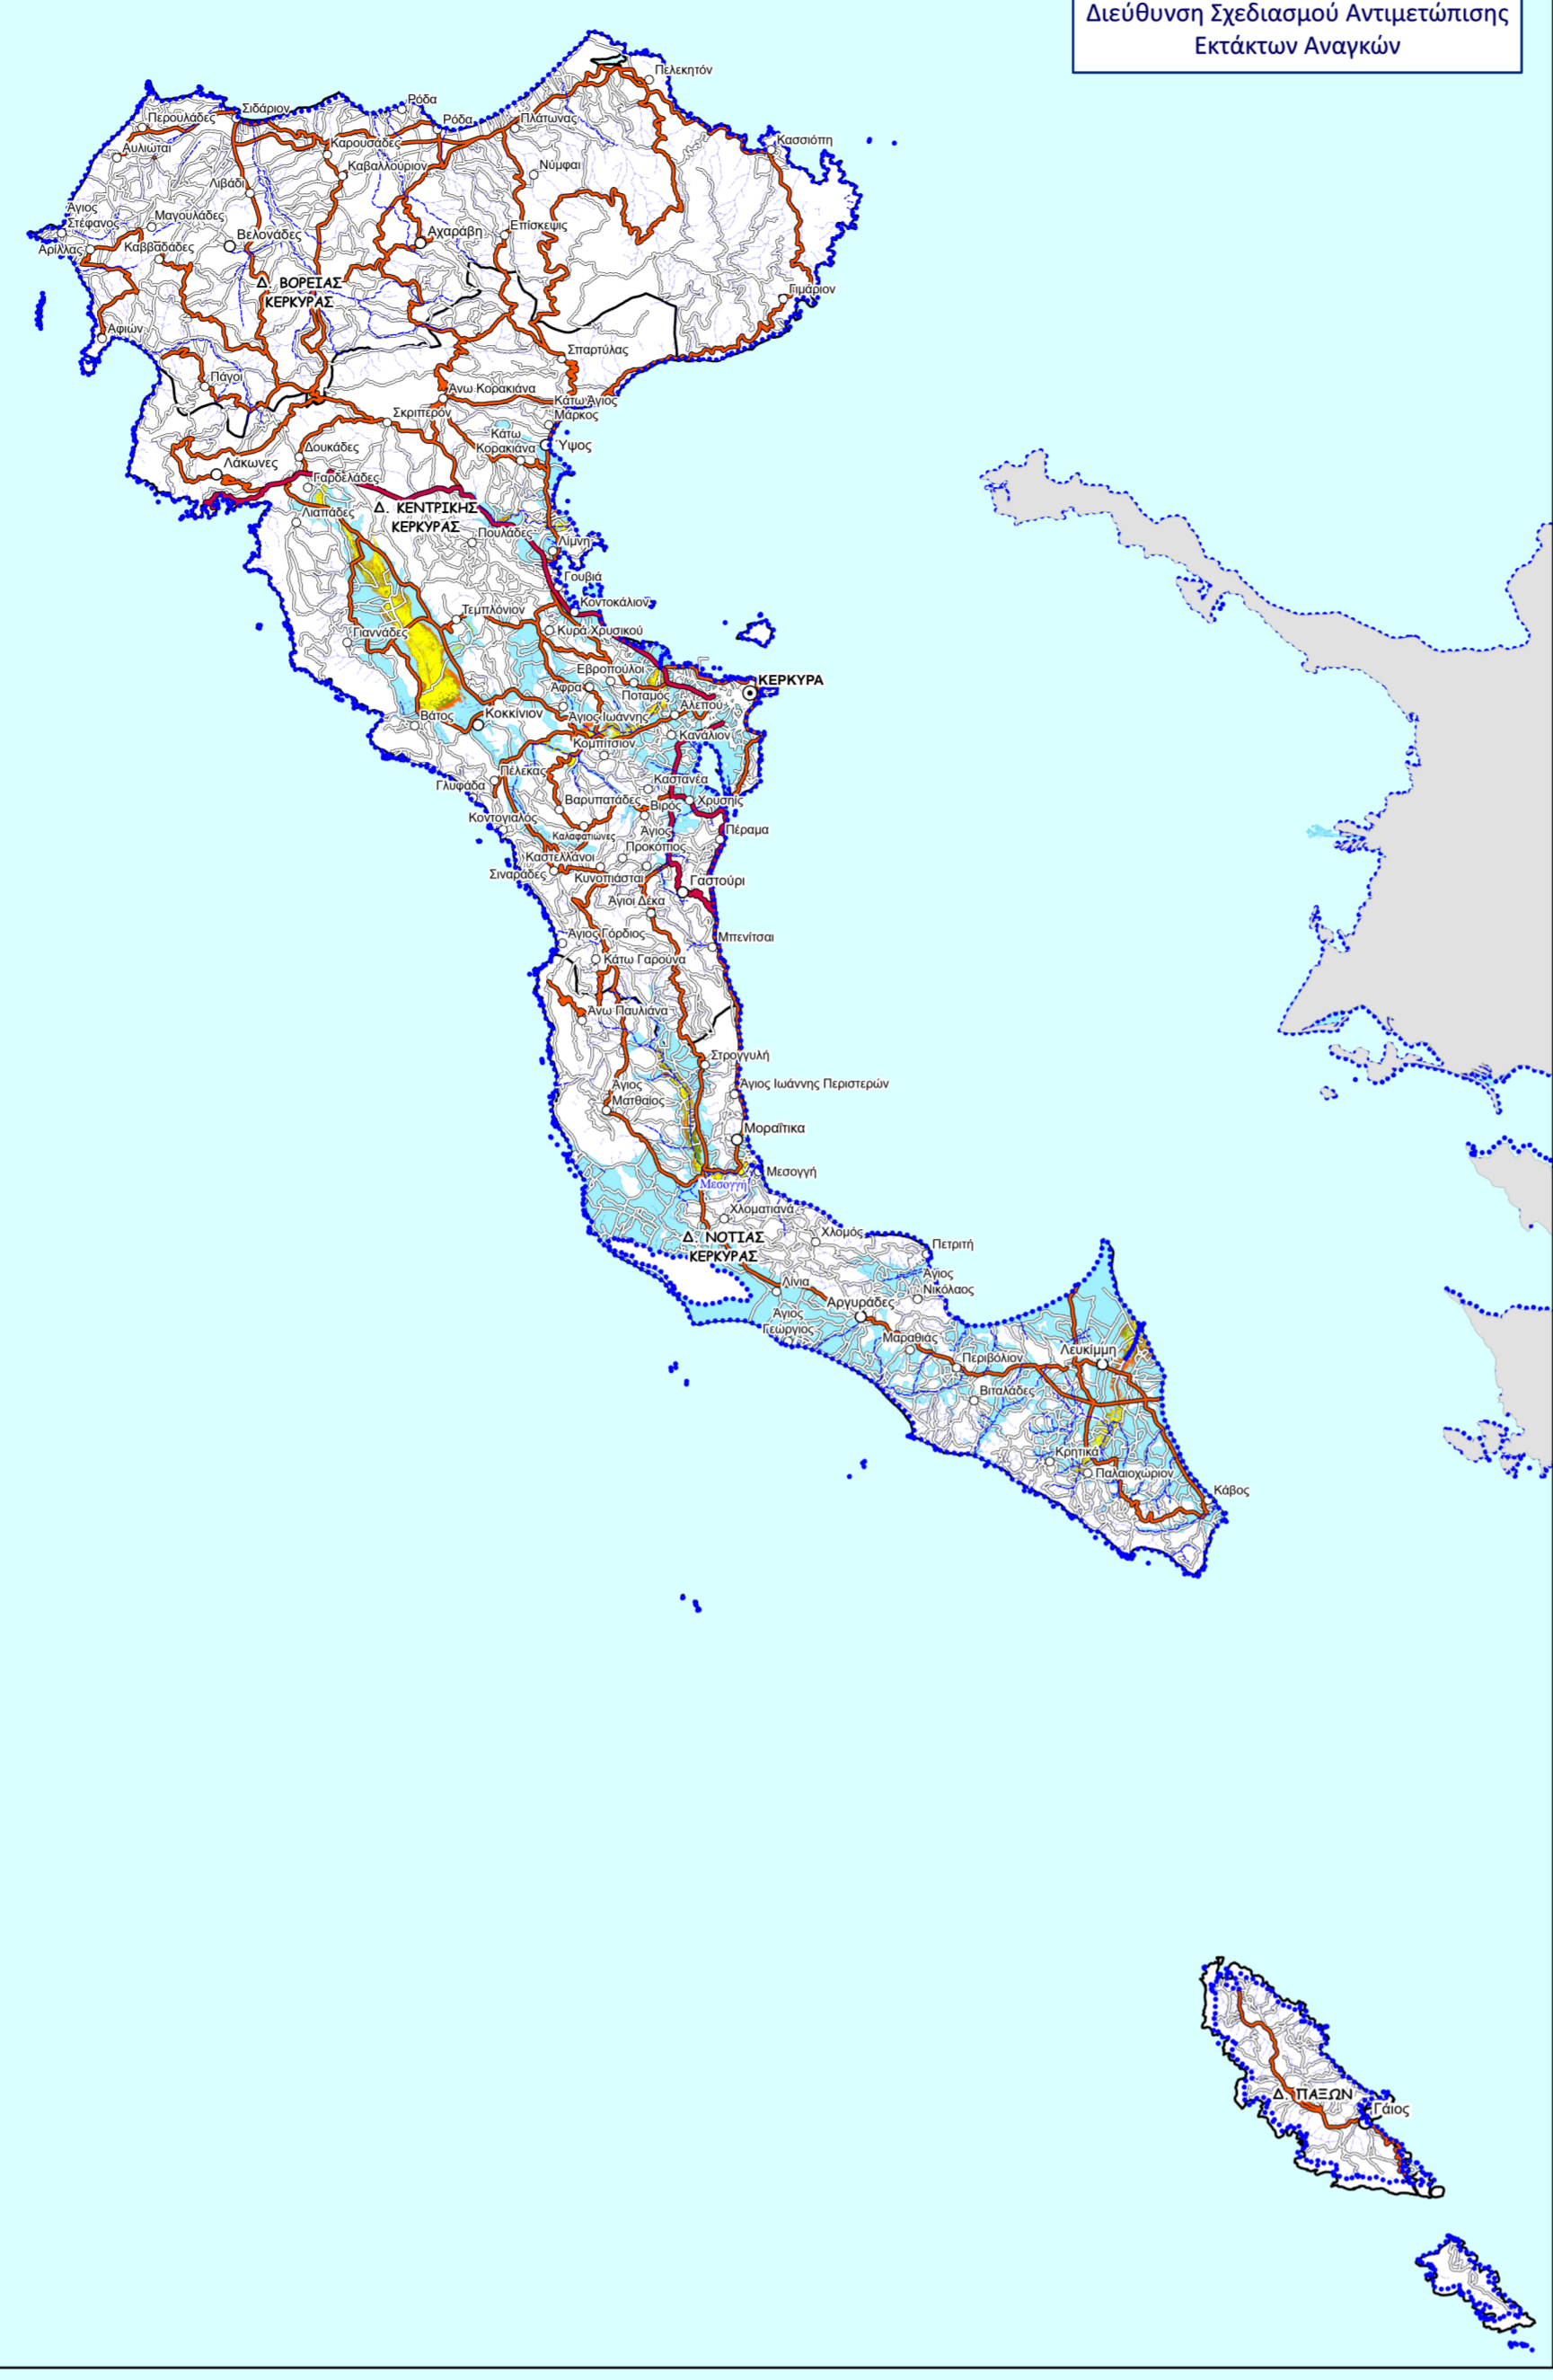 Διεύθυνση Σχεδιασμού Αντιμετώπισης
Εκτάκτων Αναγκών
Πελεκητόν
Ρόδα
Σιδάριον
Περουλάδες
Ρόδα
Πλάτωνας
Κασσιόπη
Αυλιώται
Καρουσάδες
Καβαλλούριον
Νύμφαι
Λιβάδι
Άγιος
Στέφανος
Μαγουλάδες
Βελονάδες
Αχαράβη
Επίσκεψις
Αρίλλας
Καββαδάδες
Δ. ΒΟΡΕΙΑΣ
ΚΕΡΚΥΡΑΣ
Γιμάριον
Αφιών
Σπαρτύλας
Πάγοι
Άνω Κορακιάνα
Κάτω Άγιος
Μάρκος
Σκριπερόν
Κάτω
Κορακιάνα
Ύψος
Δουκάδες
Λάκωνες
Γαρδελάδες
Λιαπάδες
Δ. ΚΕΝΤΡΙΚΗΣ
ΚΕΡΚΥΡΑΣ
Πουλάδες
Λίμνη
Γουβιά
Κοντοκάλιον
Τεμπλόνιον
Κυρά Χρυσικού
Γιαννάδες
Εβροπούλοι
ΚΕΡΚΥΡΑ
Άφρα
Ποταμός
Αλεπού
Βάτος
Κοκκίνιον
Άγιος Ιωάννης
Κανάλιον
Κομπίτσιον
Πέλεκας
Γλυφάδα
Καστανέα
Βαρυπατάδες
Βιρός
Χρυσηίς
Κοντογιαλός
Καλαφατιώνες
Άγιος
Προκόπιος
Πέραμα
Καστελλάνοι
Σιναράδες
Κυνοπιάσται
Γαστούρι
Άγιοι Δέκα
Άγιος Γόρδιος
Μπενίτσαι
Κάτω Γαρούνα
Άνω Παυλιάνα
Στρογγυλή
Άγιος
Ματθαίος
Άγιος Ιωάννης Περιστερών
Μοραΐτικα
Μεσογγή
Μεσογγή
Χλοματιανά
Δ. ΝΟΤΙΑΣ
ΚΕΡΚΥΡΑΣ
Χλομός
Πετριτή
Λίνια
Άγιος
Νικόλαος
Αργυράδες
Άγιος
Γεώργιος
Μαραθιάς
Περιβόλιον
Λευκίμμη
Βιταλάδες
Κρητικά
Παλαιοχώριον
Κάβος
Δ. ΠΑΞΩΝ
Γάιος